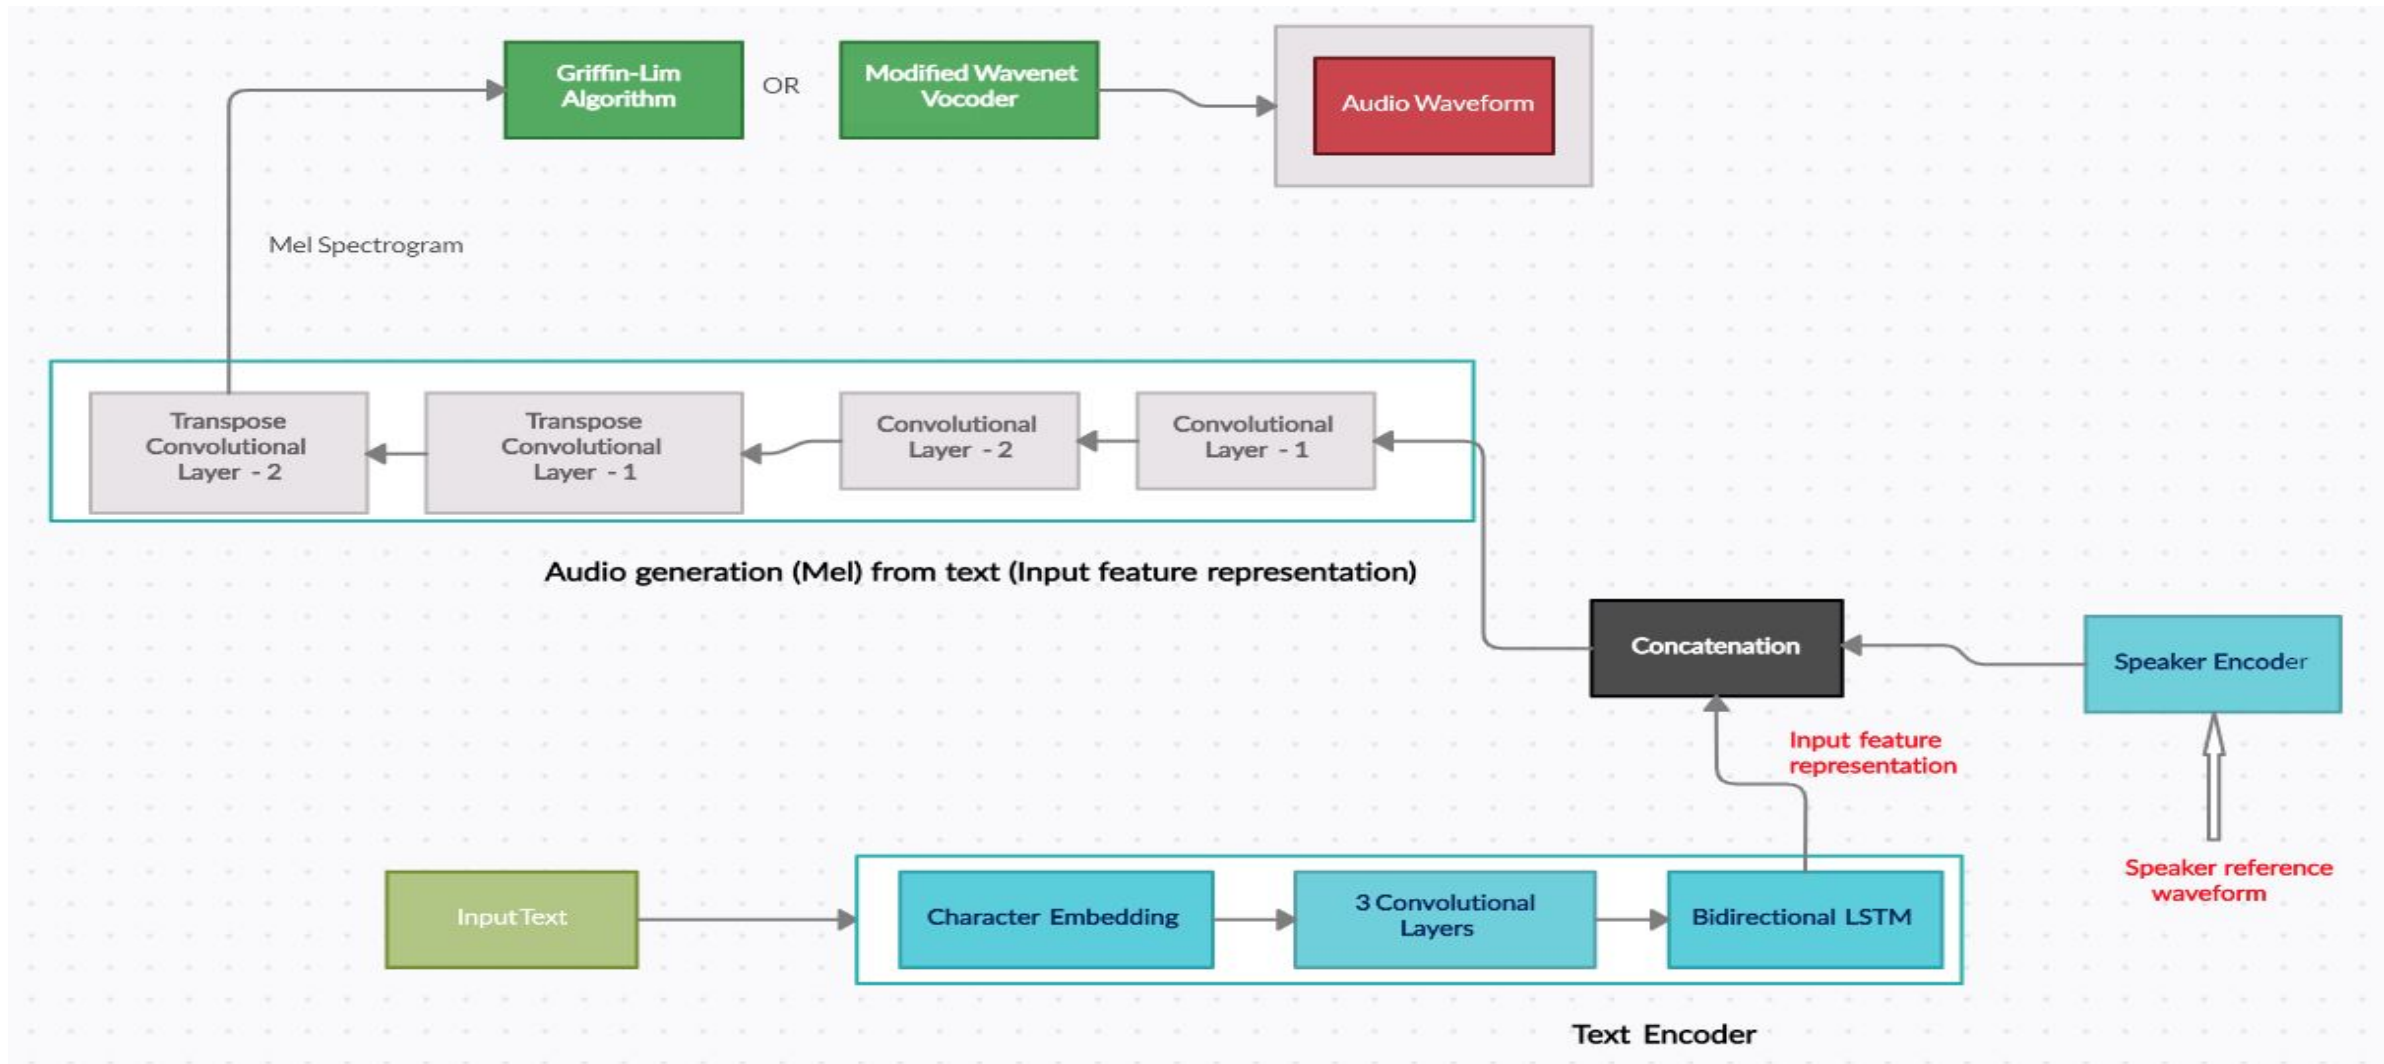 Griffin-Lim
Algorithm
OR
Modified Wavenet
Vocoder
Audio Waveform
Mel Spectrogram
Transpose
Convolutional
Layer - 2
Transpose
Convolutional
Layer - 1
Convolutional
Layer - 2
Convolutional
Layer - 1
Audio generation (Mel) from text (Input feature representation)
Concatenation
Speaker Encoder
Input feature
representation
Speaker reference
waveform
Input Text
Character Embedding
3 Convolutional
Layers
Bidirectional LSTM
Text Encoder